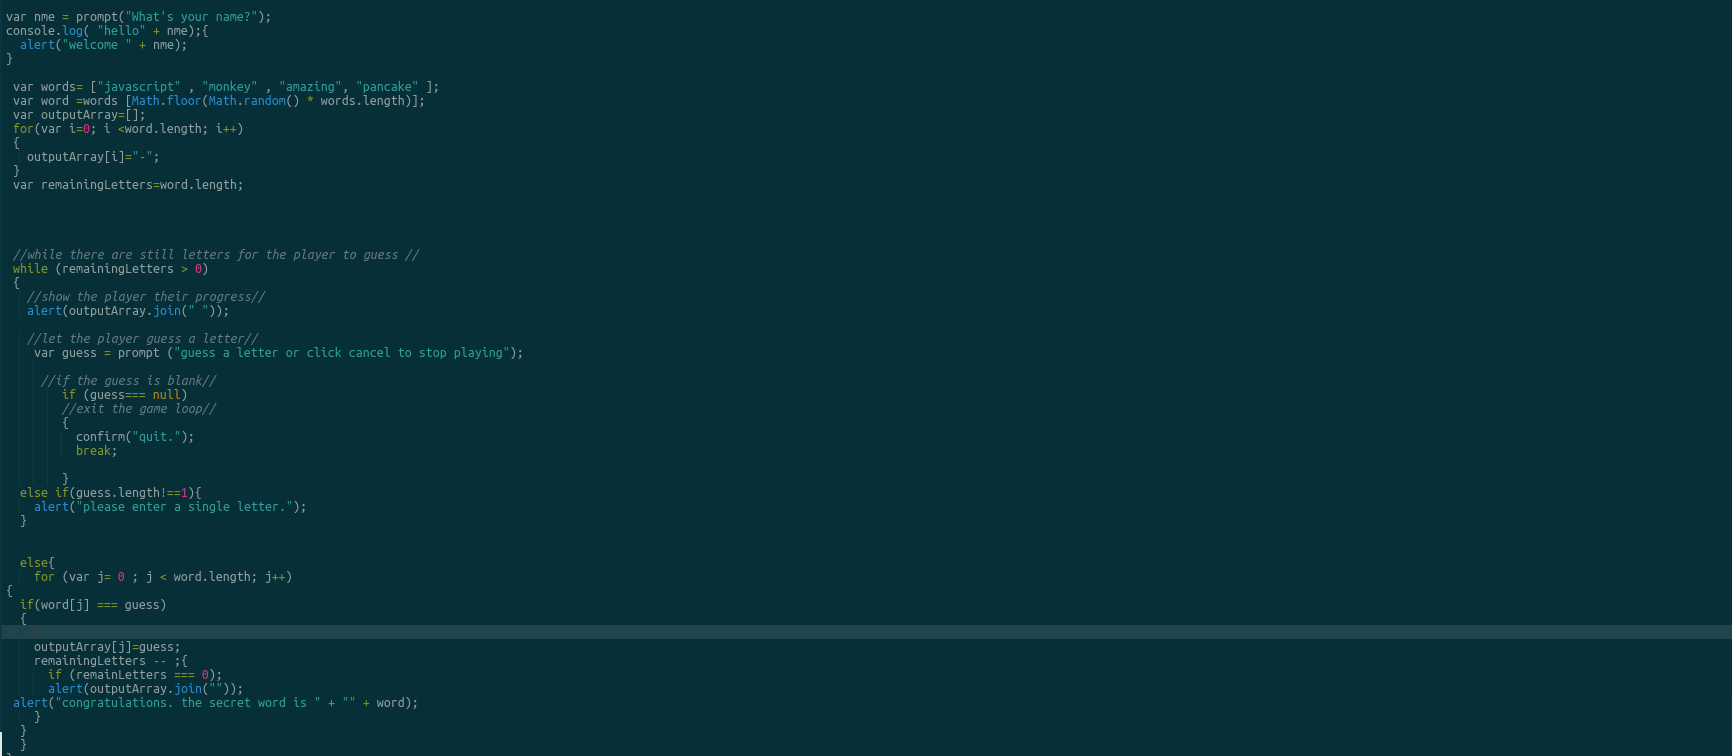 var nme = prompt("What's your name?");
console.log( "hello" + nme);{
alert("welcome " + nme);
}
var words= ["javascript" , "monkey" , "amazing", "pancake" ];
var word =words [Math.floor(Math.random() * words.length)];
var outputArray=[];
for(var i=0; i <word.length; i++)
{
outputArray[i]="-";
}
var remainingLetters=word.length;
//while there are still letters for the player to guess //
while (remainingLetters > 0)
{
//show the player their progress//
alert(outputArray.join(" "));
//let the player guess a letter//
var guess = prompt ("guess a letter or click cancel to stop playing");
//if the guess is blank//
if (guess=== null)
//exit the game loop//
{
confirm("quit.");
break;
}
else if(guess.length!==1){
alert("please enter a single letter.");
}
else{
for (var j= 0 ; j < word.length; j++)
{
if(word[j] === guess)
{
outputArray[j]=guess;
remainingLetters -- ;{
if (remainLetters === 0);
alert(outputArray.join(""));
alert("congratulations. the secret word is " + "" + word);
}
}
}
}